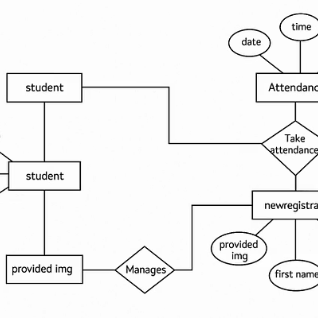 time
date
student
Attendanc
Take
attendance
student
newregistra
provided
img
provided img
Manages
first name